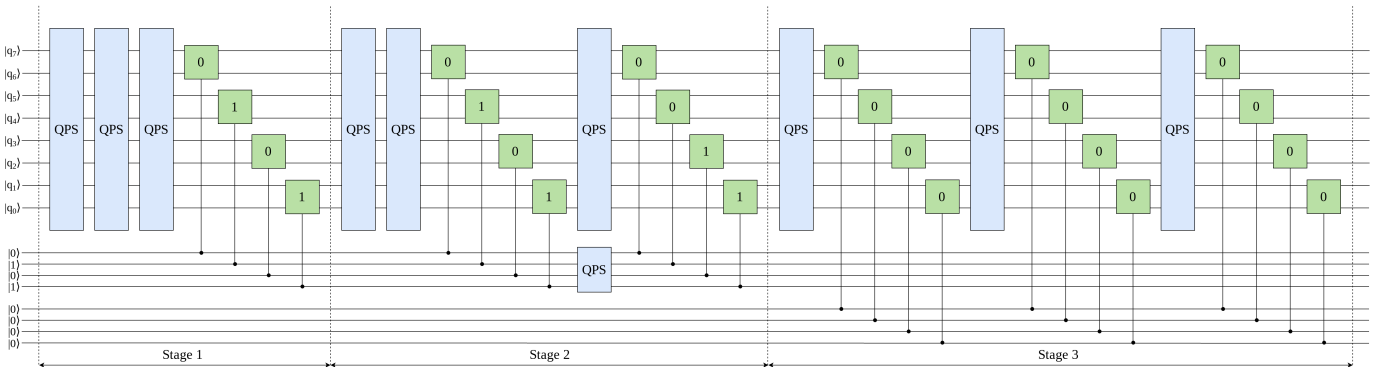 |q₇⟩
0 0 0 0 0 0
|q₆⟩
|q₅⟩
1 1 0 0 0 0
|q₄⟩
QPS QPS QPS QPS QPS QPS QPS QPS QPS
|q₃⟩
0 0 1 0 0 0
|q₂⟩
|q₁⟩
1 1 1 0 0 0
|q₀⟩
|0⟩
|1⟩
QPS
|0⟩
|1⟩
|0⟩
|0⟩
|0⟩
|0⟩
Stage 1 Stage 2 Stage 3